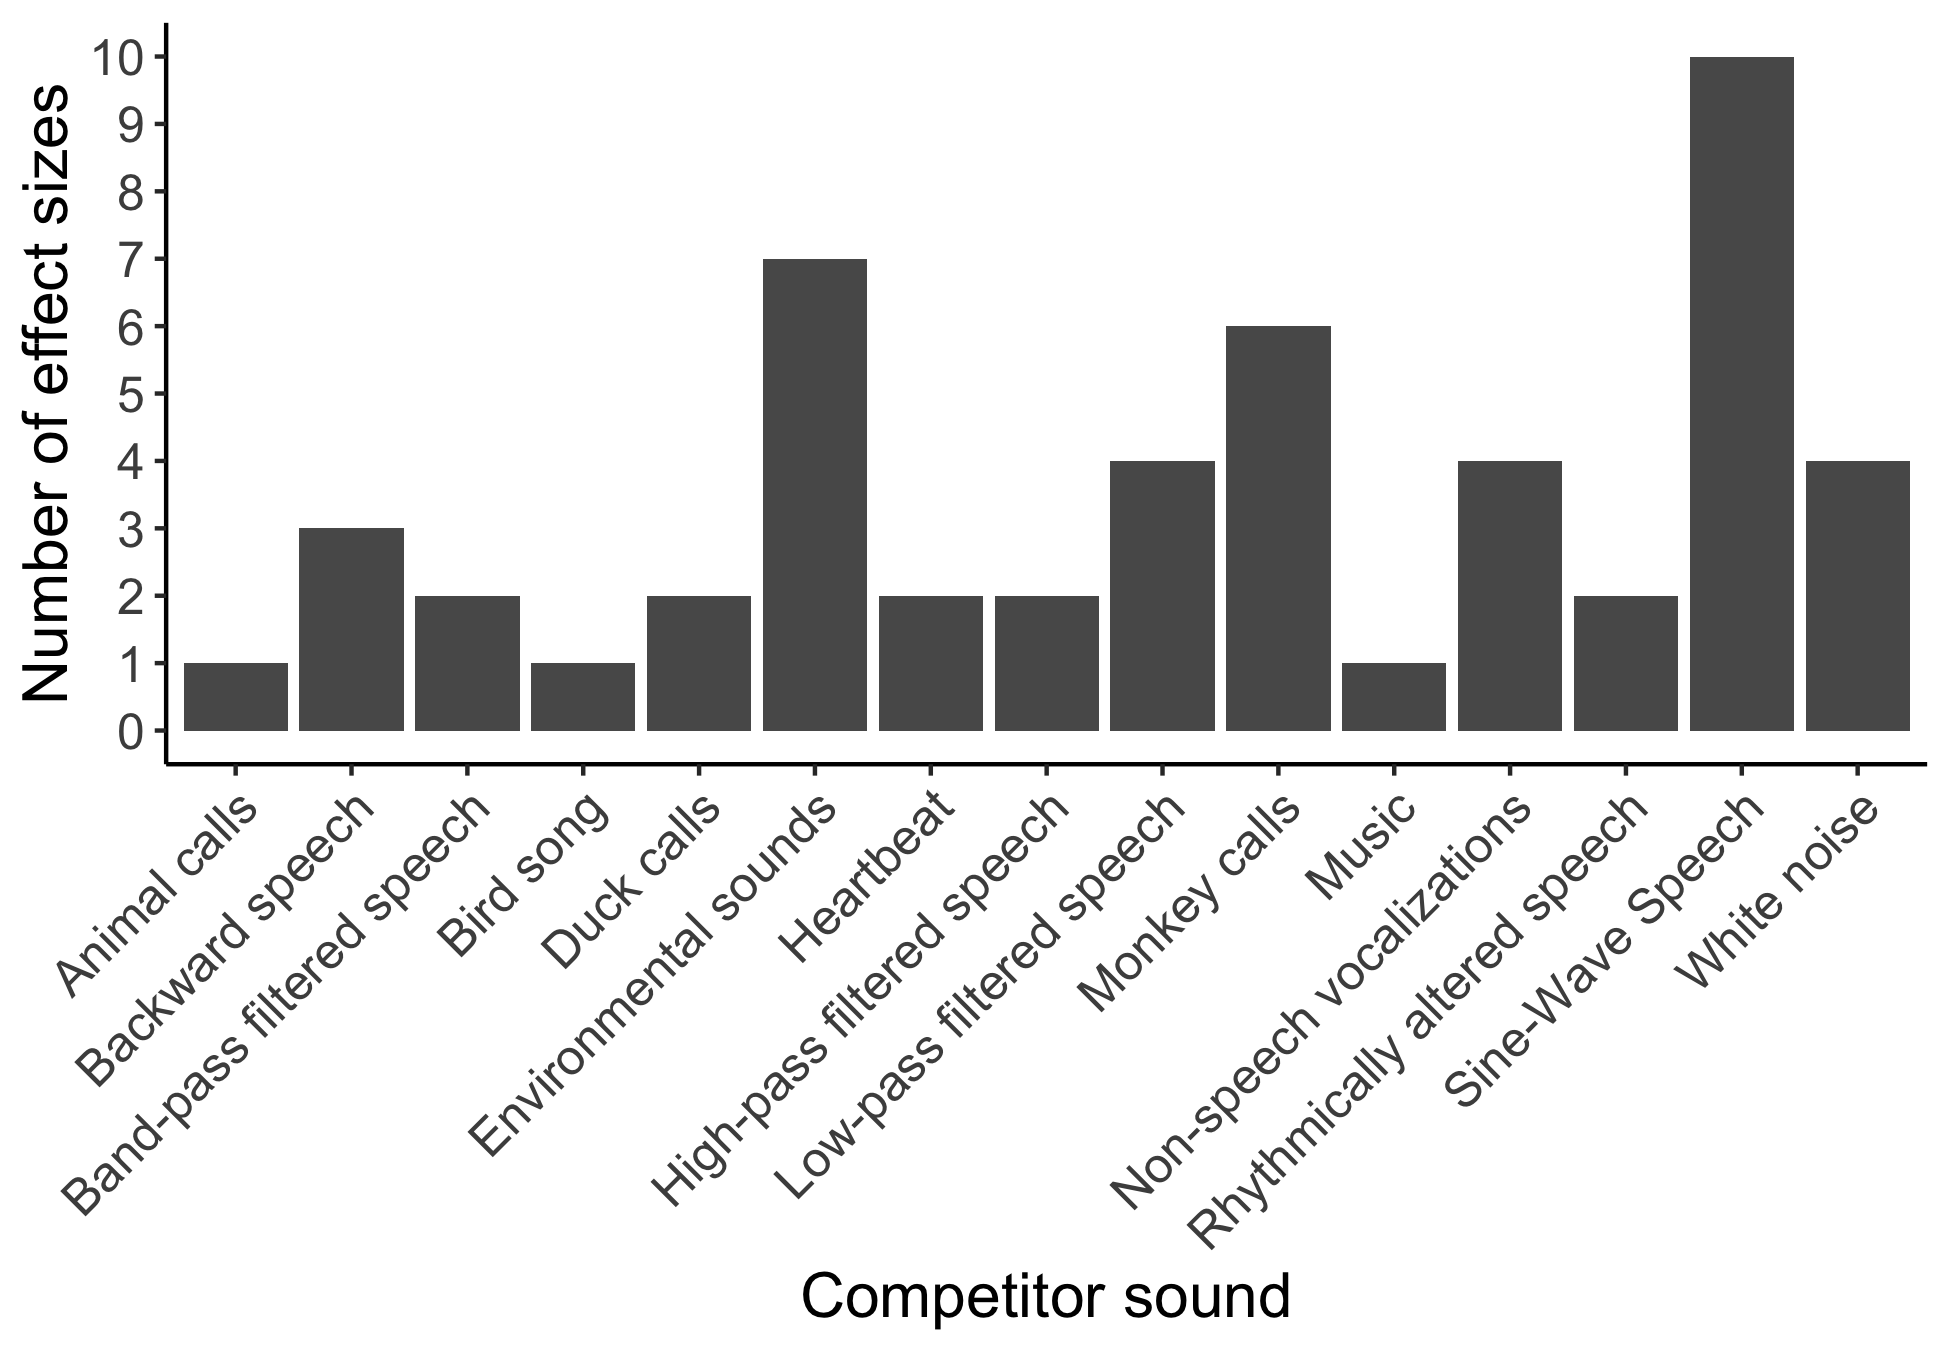 Number of effect sizes
10
9
8
7
6
5
4
3
2
1
0
Animal calls
Backward speech
Band-pass filtered speech
Bird song
Duck calls
Environmental sounds
Heartbeat
High-pass filtered speech
Low-pass filtered speech
Monkey calls
Music
Non-speech vocalizations
Rhythmically altered speech
Sine-Wave Speech
White noise
Competitor sound